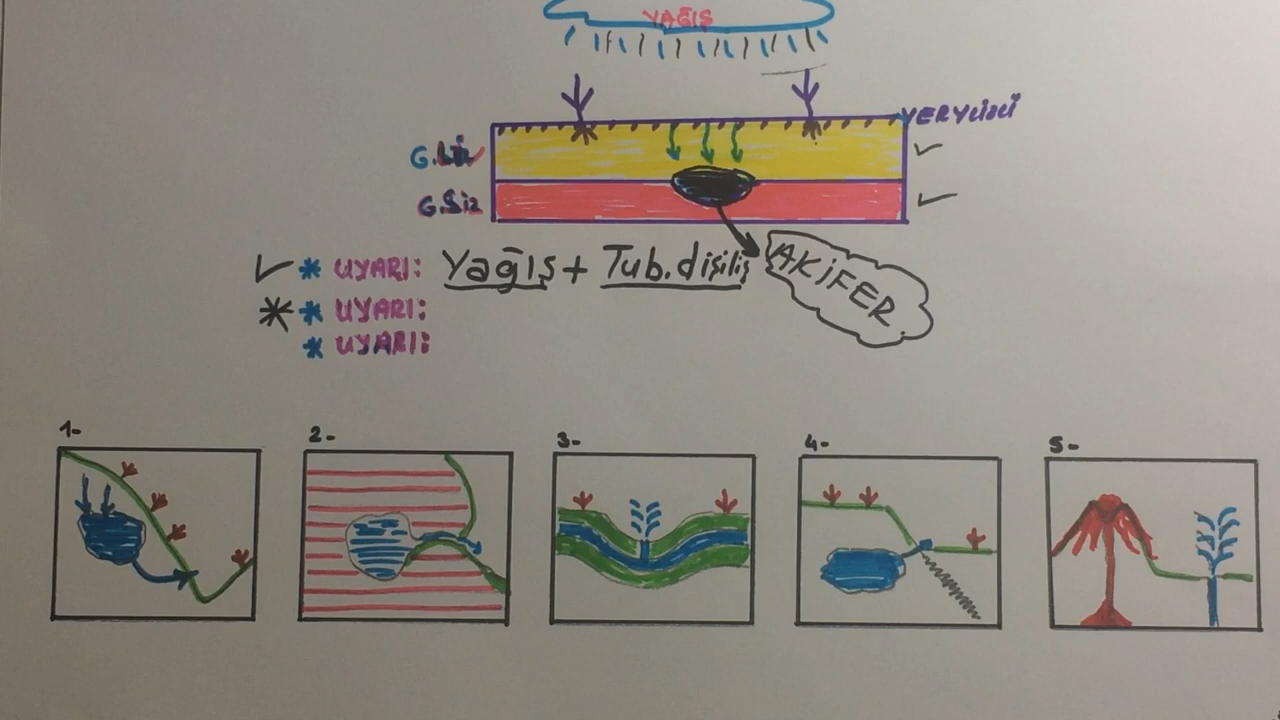 YAĞIŞ
YERYÜZÜ
G.Lİ
G.Siz
✓ * UYARI: Yağış + Tub.dişiliş
AKİFER
* * UYARI:
* UYARI:
1-
2-
3-
4-
5-